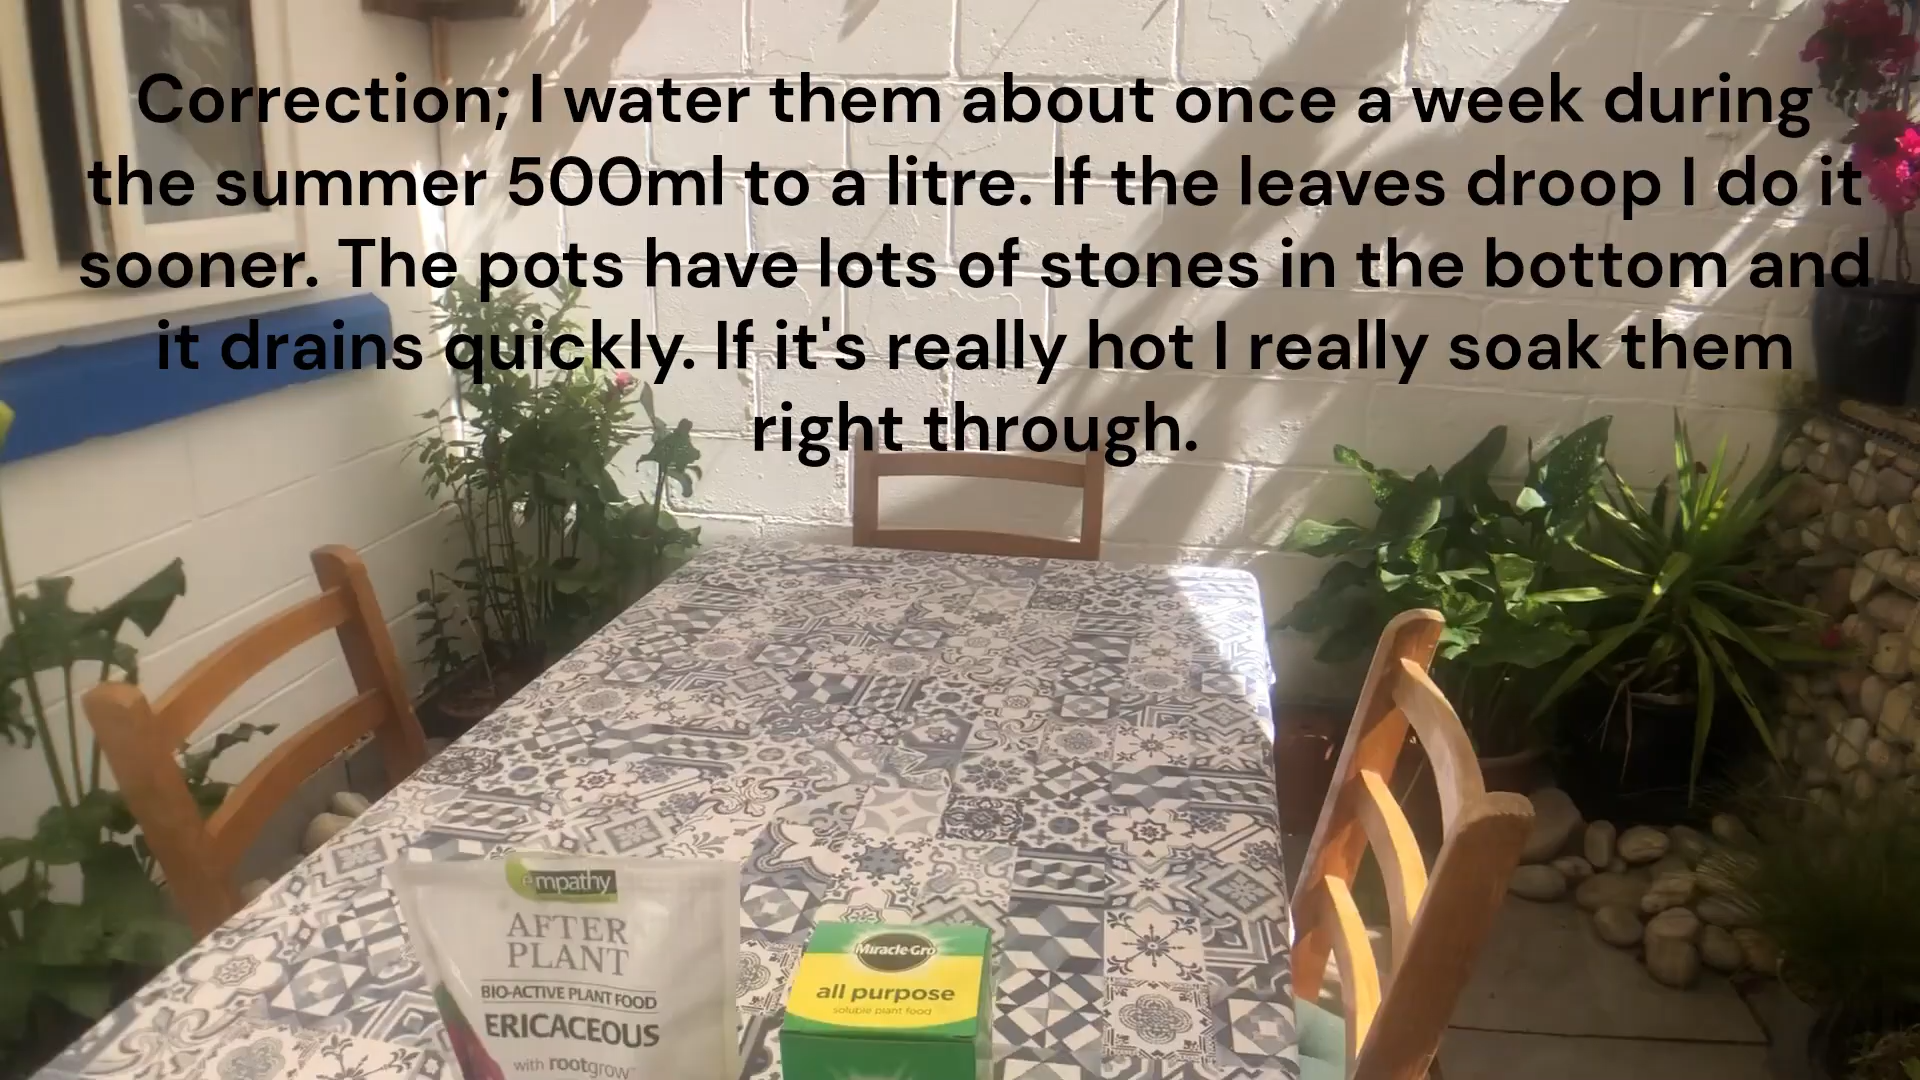 Correction; I water them about once a week during
the summer 500ml to a litre. If the leaves droop I do it
sooner. The pots have lots of stones in the bottom and
it drains quickly. If it's really hot I really soak them
right through.
empathy
AFTER
PLANT
BIO-ACTIVE PLANT FOOD
ERICACEOUS
with rootgrow
Miracle-Gro
all purpose
soluble plant food